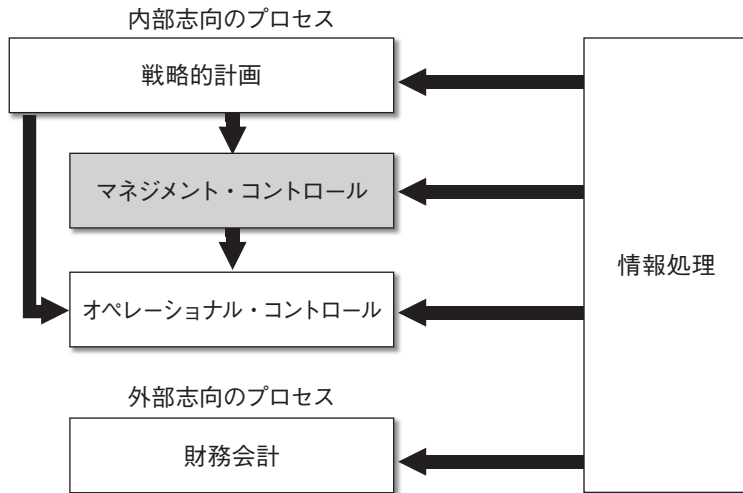 内部志向のプロセス
戦略的計画
マネジメント・コントロール
オペレーショナル・コントロール
情報処理
外部志向のプロセス
財務会計